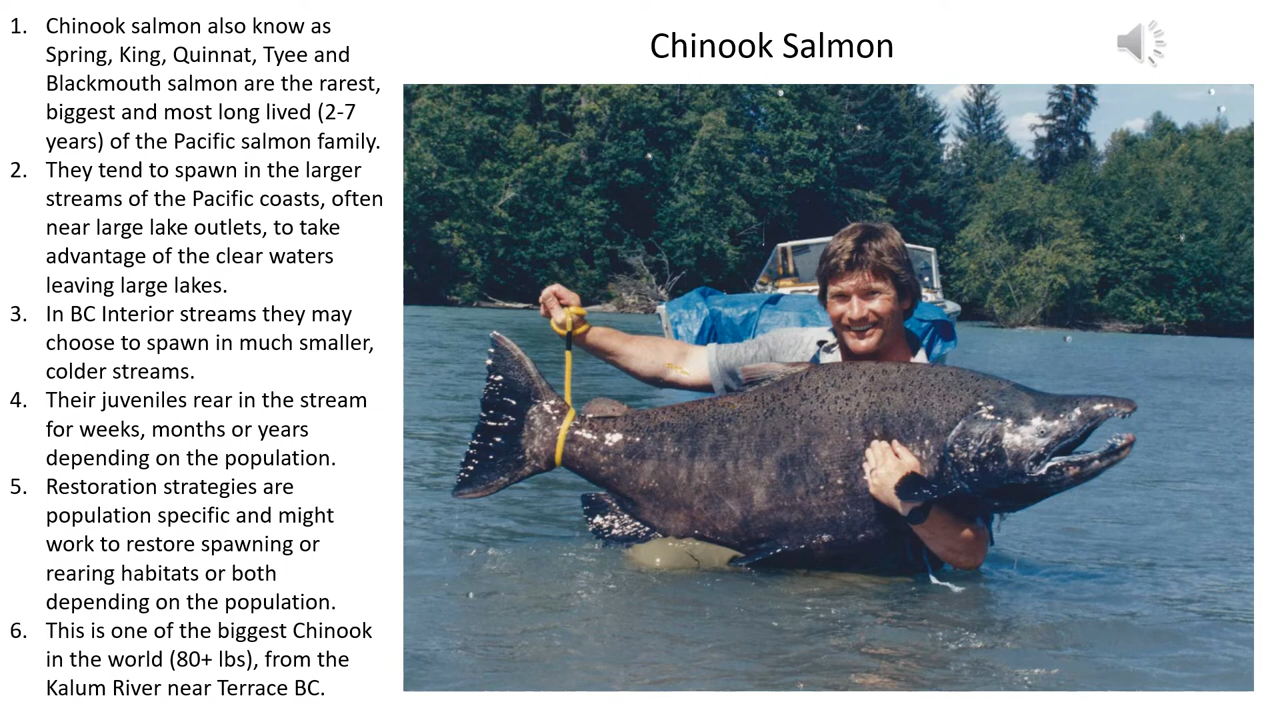 Chinook Salmon
1. Chinook salmon also know as
Spring, King, Quinnat, Tyee and
Blackmouth salmon are the rarest,
biggest and most long lived (2-7
years) of the Pacific salmon family.
2. They tend to spawn in the larger
streams of the Pacific coasts, often
near large lake outlets, to take
advantage of the clear waters
leaving large lakes.
3. In BC Interior streams they may
choose to spawn in much smaller,
colder streams.
4. Their juveniles rear in the stream
for weeks, months or years
depending on the population.
5. Restoration strategies are
population specific and might
work to restore spawning or
rearing habitats or both
depending on the population.
6. This is one of the biggest Chinook
in the world (80+ lbs), from the
Kalum River near Terrace BC.